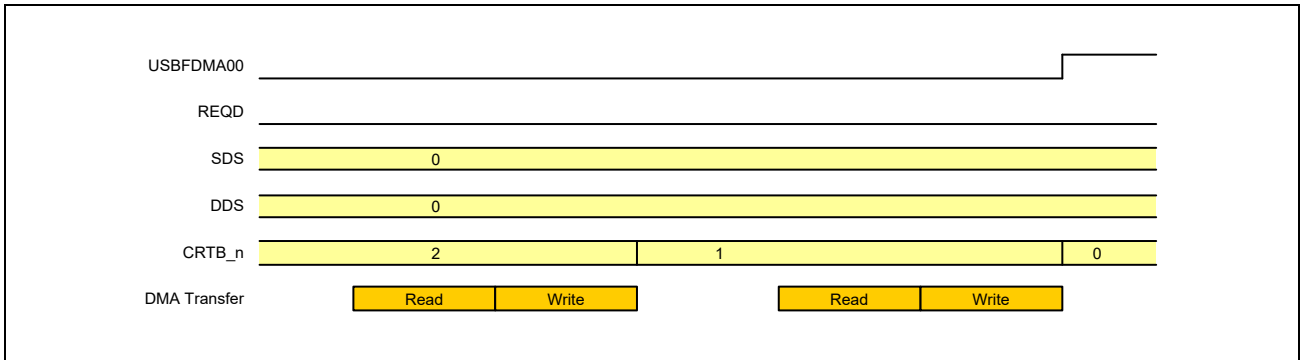 USBFDMA00
REQD
SDS 0
DDS 0
CRTB_n 2 1 0
DMA Transfer Read Write Read Write